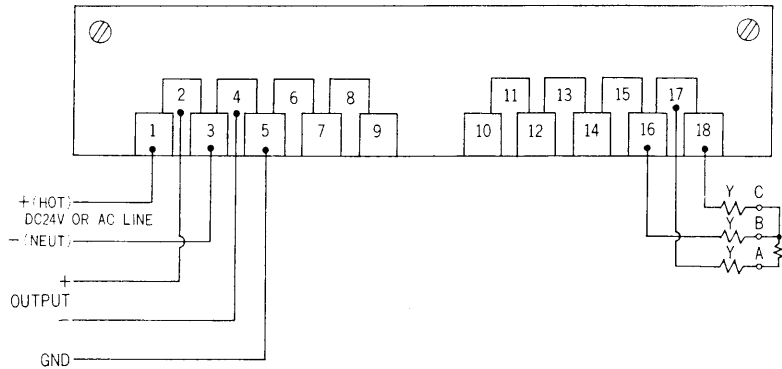 2 4 6 8 11 13 15 17
1 3 5 7 9 10 12 14 16 18
+(HOT)
DC24V OR AC LINE
-(NEUT)
+
OUTPUT
-
GND
Y C
Y B
Y A